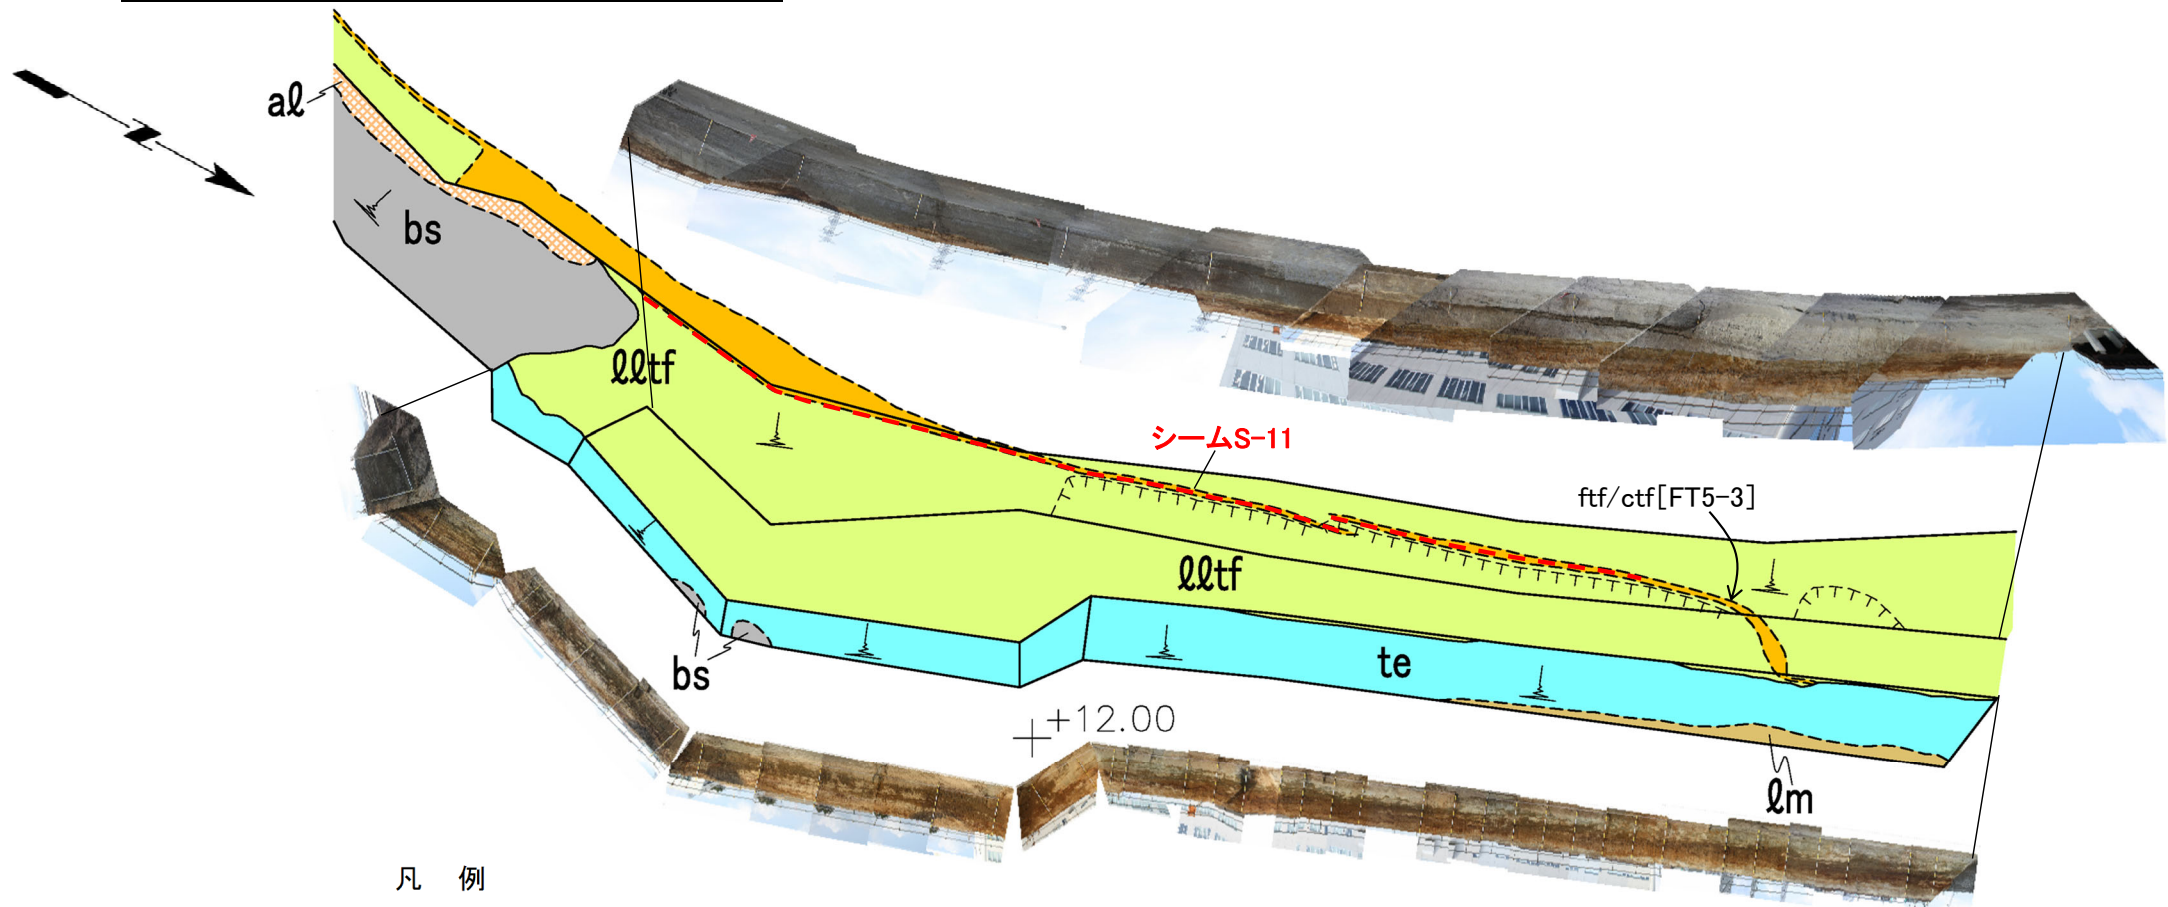 aℓ
bs
ℓℓtf
シームS-11
ftf/ctf[FT5-3]
ℓℓtf
te
bs
+12.00
ℓm
凡 例